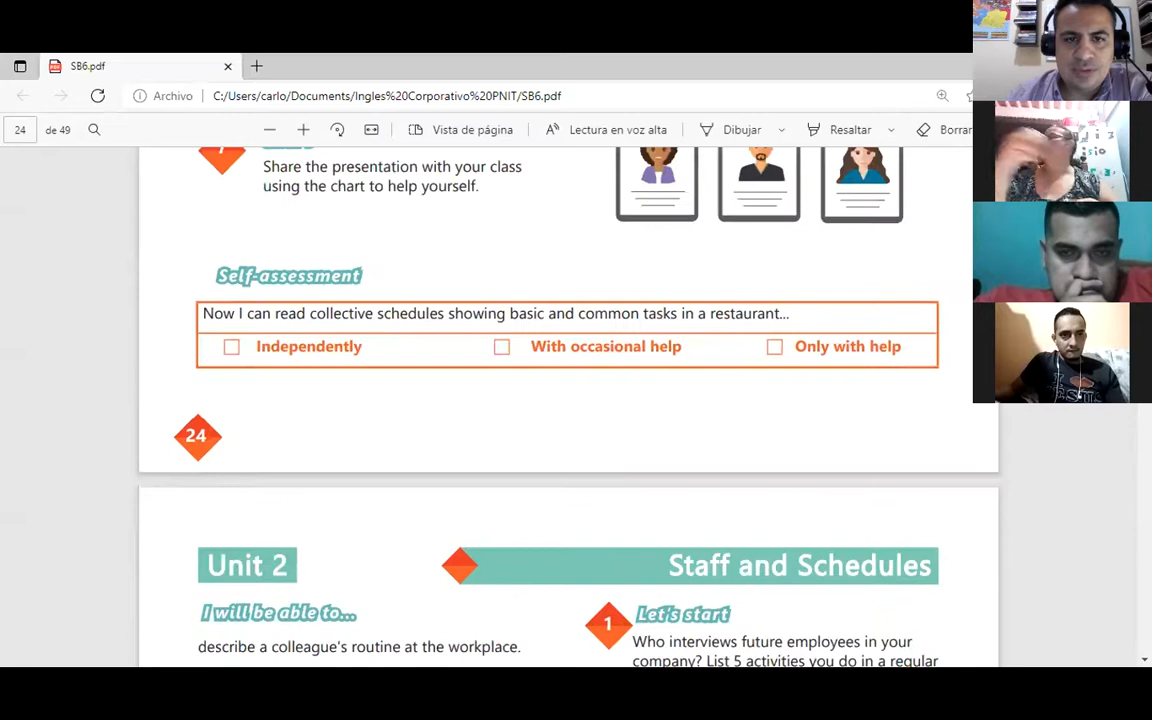 SB6.pdf
Archivo
C:/Users/carlo/Documents/Ingles%20Corporativo%20PNIT/SB6.pdf
24
de 49
Vista de página
Lectura en voz alta
Dibujar
Resaltar
Borrar
Share the presentation with your class
using the chart to help yourself.
Self-assessment
Now I can read collective schedules showing basic and common tasks in a restaurant...
Independently
With occasional help
Only with help
24
Unit 2
Staff and Schedules
I will be able to...
describe a colleague's routine at the workplace.
1
Let's start
Who interviews future employees in your
company? List 5 activities you do in a regular